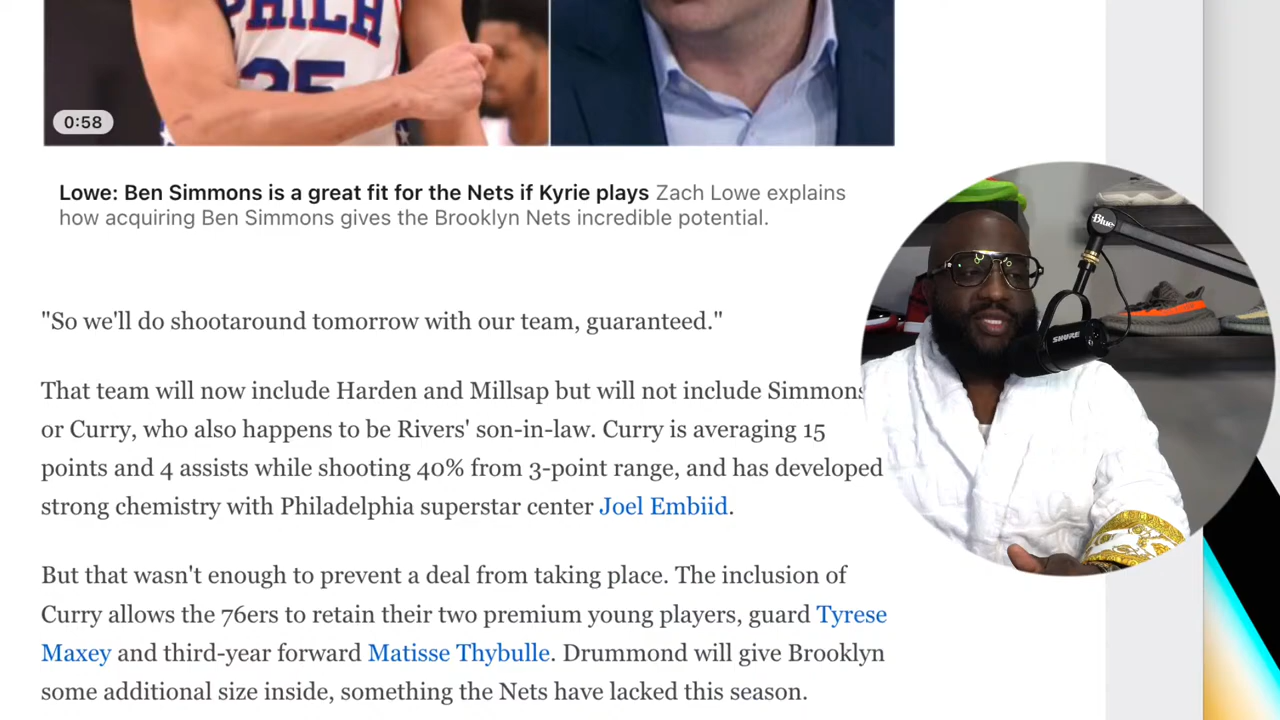 PHILA
25
0:58
Lowe: Ben Simmons is a great fit for the Nets if Kyrie plays Zach Lowe explains
how acquiring Ben Simmons gives the Brooklyn Nets incredible potential.
"So we'll do shootaround tomorrow with our team, guaranteed."
That team will now include Harden and Millsap but will not include Simmons
or Curry, who also happens to be Rivers' son-in-law. Curry is averaging 15
points and 4 assists while shooting 40% from 3-point range, and has developed
strong chemistry with Philadelphia superstar center Joel Embiid.
But that wasn't enough to prevent a deal from taking place. The inclusion of
Curry allows the 76ers to retain their two premium young players, guard Tyrese
Maxey and third-year forward Matisse Thybulle. Drummond will give Brooklyn
some additional size inside, something the Nets have lacked this season.
Blue
SHURE